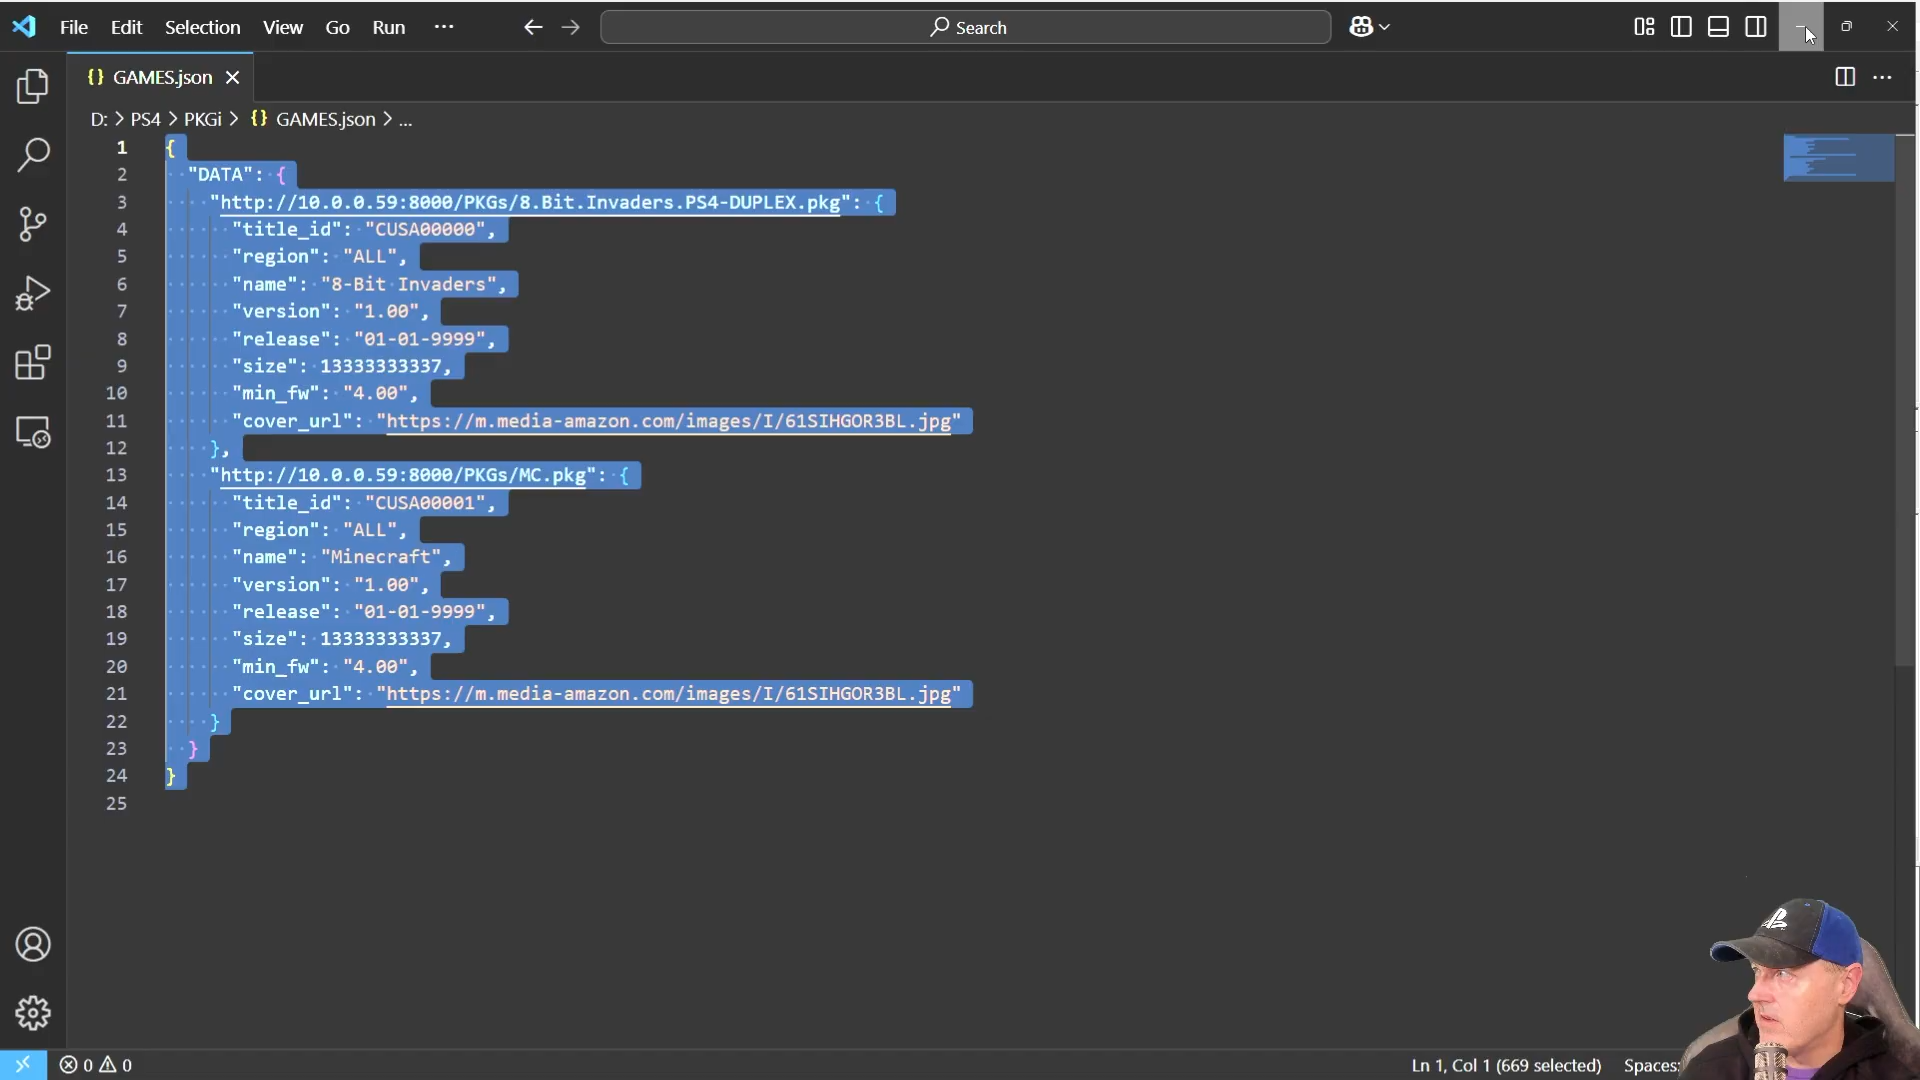 File Edit Selection View Go Run ··· Search
{} GAMES.json
D: > PS4 > PKGi > {} GAMES.json > ...
1 {
2 "DATA": {
3 "http://10.0.0.59:8000/PKGs/8.Bit.Invaders.PS4-DUPLEX.pkg": {
4 "title_id": "CUSA00000",
5 "region": "ALL",
6 "name": "8-Bit Invaders",
7 "version": "1.00",
8 "release": "01-01-9999",
9 "size": 13333333337,
10 "min_fw": "4.00",
11 "cover_url": "https://m.media-amazon.com/images/I/61SIHGOR3BL.jpg"
12 },
13 "http://10.0.0.59:8000/PKGs/MC.pkg": {
14 "title_id": "CUSA00001",
15 "region": "ALL",
16 "name": "Minecraft",
17 "version": "1.00",
18 "release": "01-01-9999",
19 "size": 13333333337,
20 "min_fw": "4.00",
21 "cover_url": "https://m.media-amazon.com/images/I/61SIHGOR3BL.jpg"
22 }
23 }
24 }
25
0 0 Ln 1, Col 1 (669 selected) Spaces: